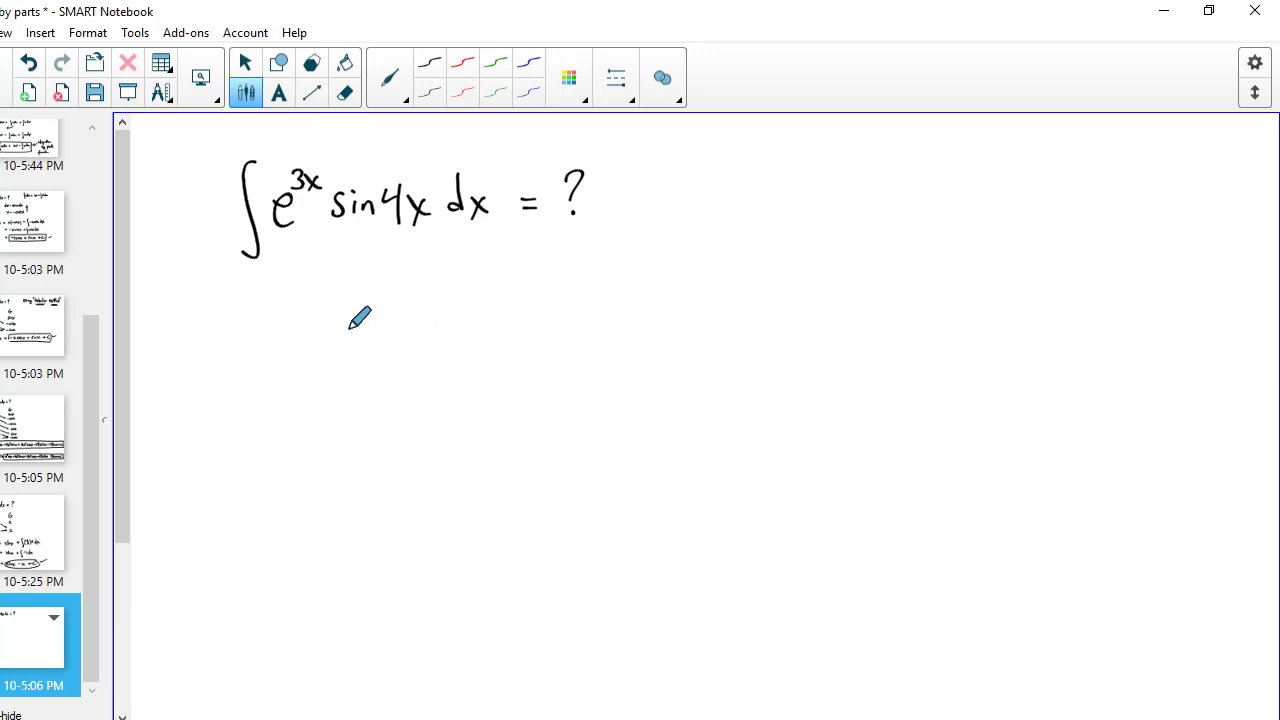 by parts * - SMART Notebook
ew Insert Format Tools Add-ons Account Help
∫ e^{3x} sin 4x dx = ?
10-5:44 PM
10-5:03 PM
10-5:03 PM
10-5:05 PM
10-5:25 PM
10-5:06 PM
-hide